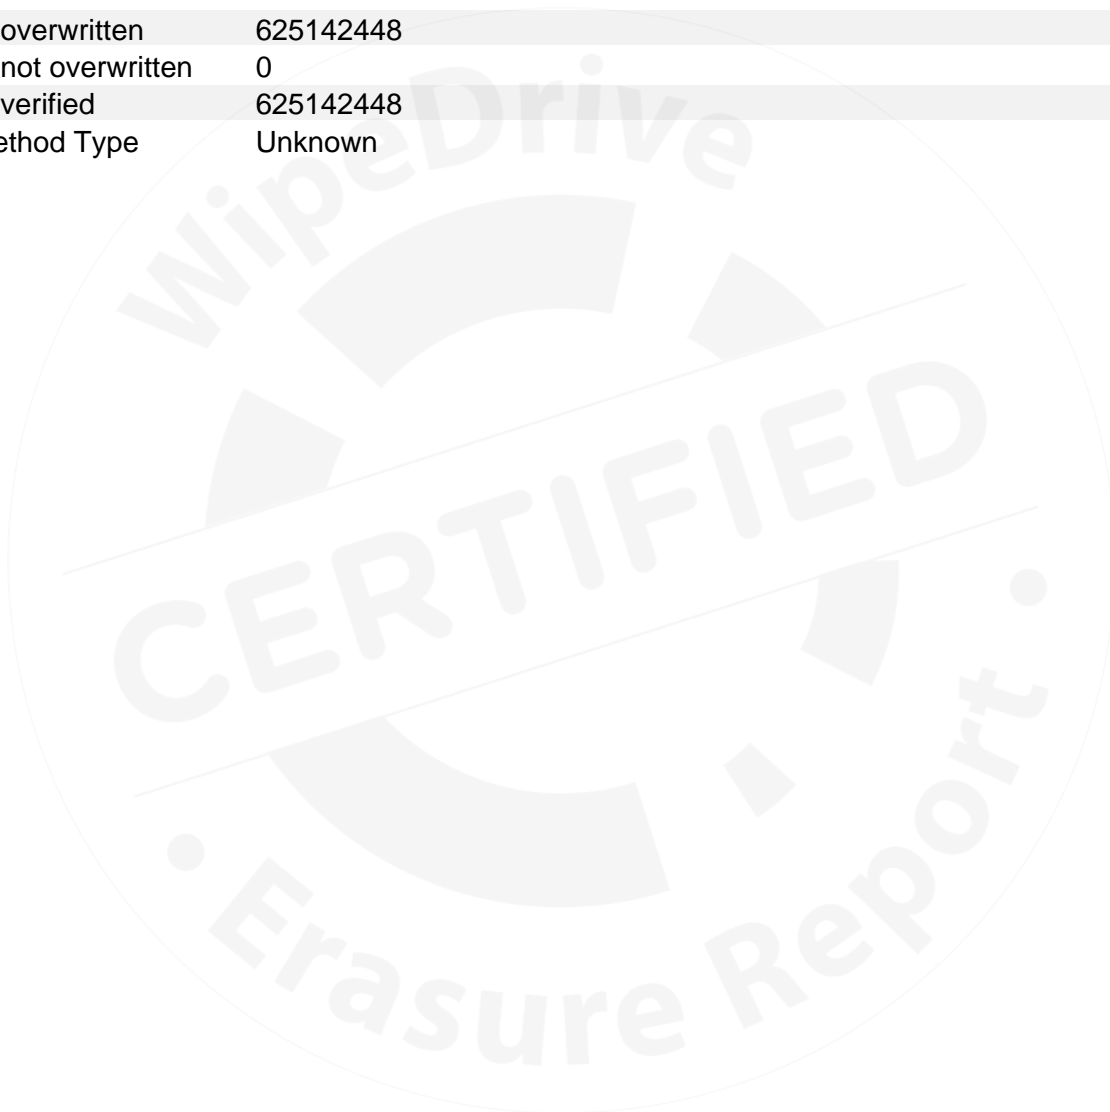 overwritten 625142448
not overwritten 0
verified 625142448
ethod Type Unknown
WipeDrive
CERTIFIED
• Erasure Report •